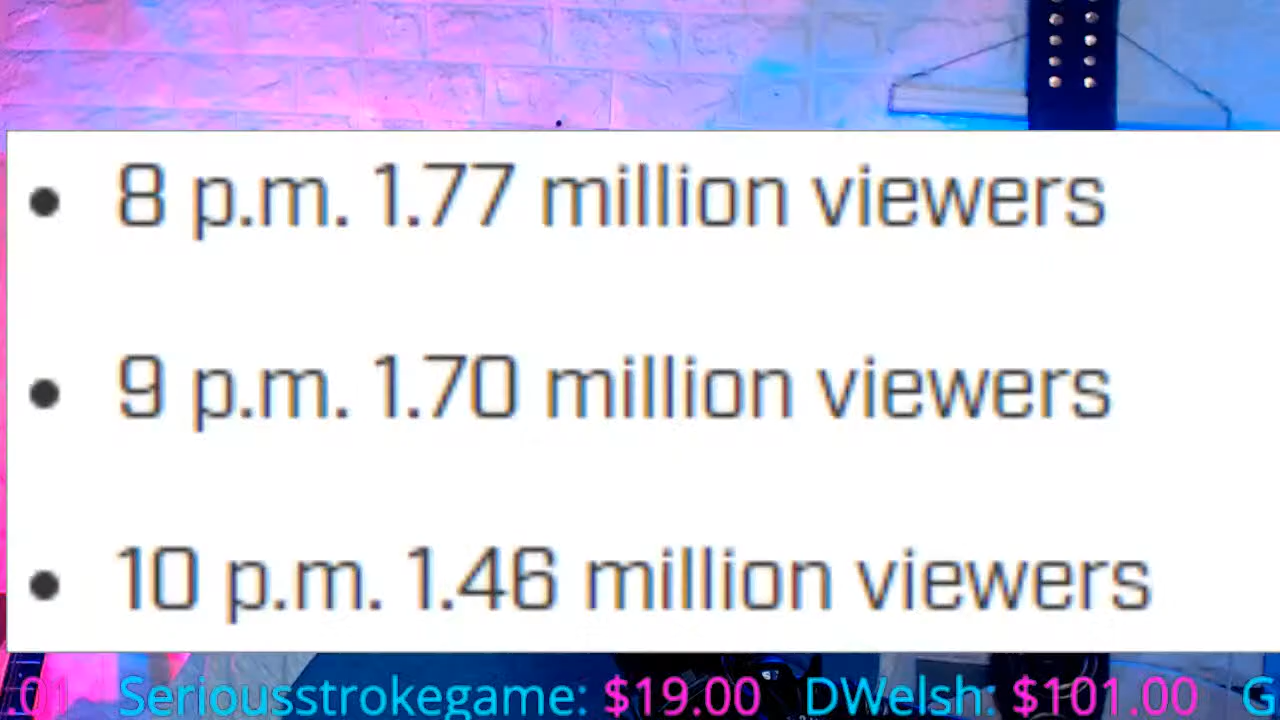 8 p.m. 1.77 million viewers
9 p.m. 1.70 million viewers
10 p.m. 1.46 million viewers
.01 Seriousstrokegame: $19.00 DWelsh: $101.00 G